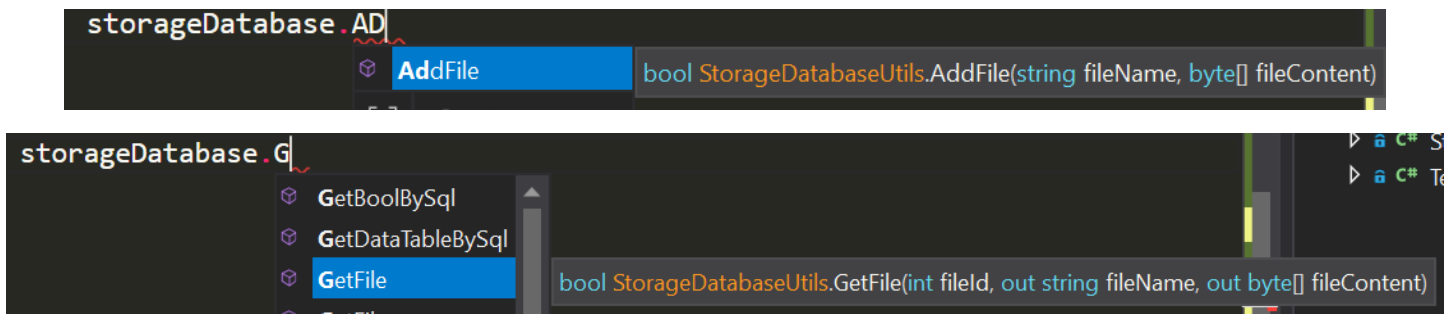 storageDatabase.AD
AddFile bool StorageDatabaseUtils.AddFile(string fileName, byte[] fileContent)
storageDatabase.G
C#
GetBoolBySql
C#
GetDataTableBySql
GetFile bool StorageDatabaseUtils.GetFile(int fileId, out string fileName, out byte[] fileContent)